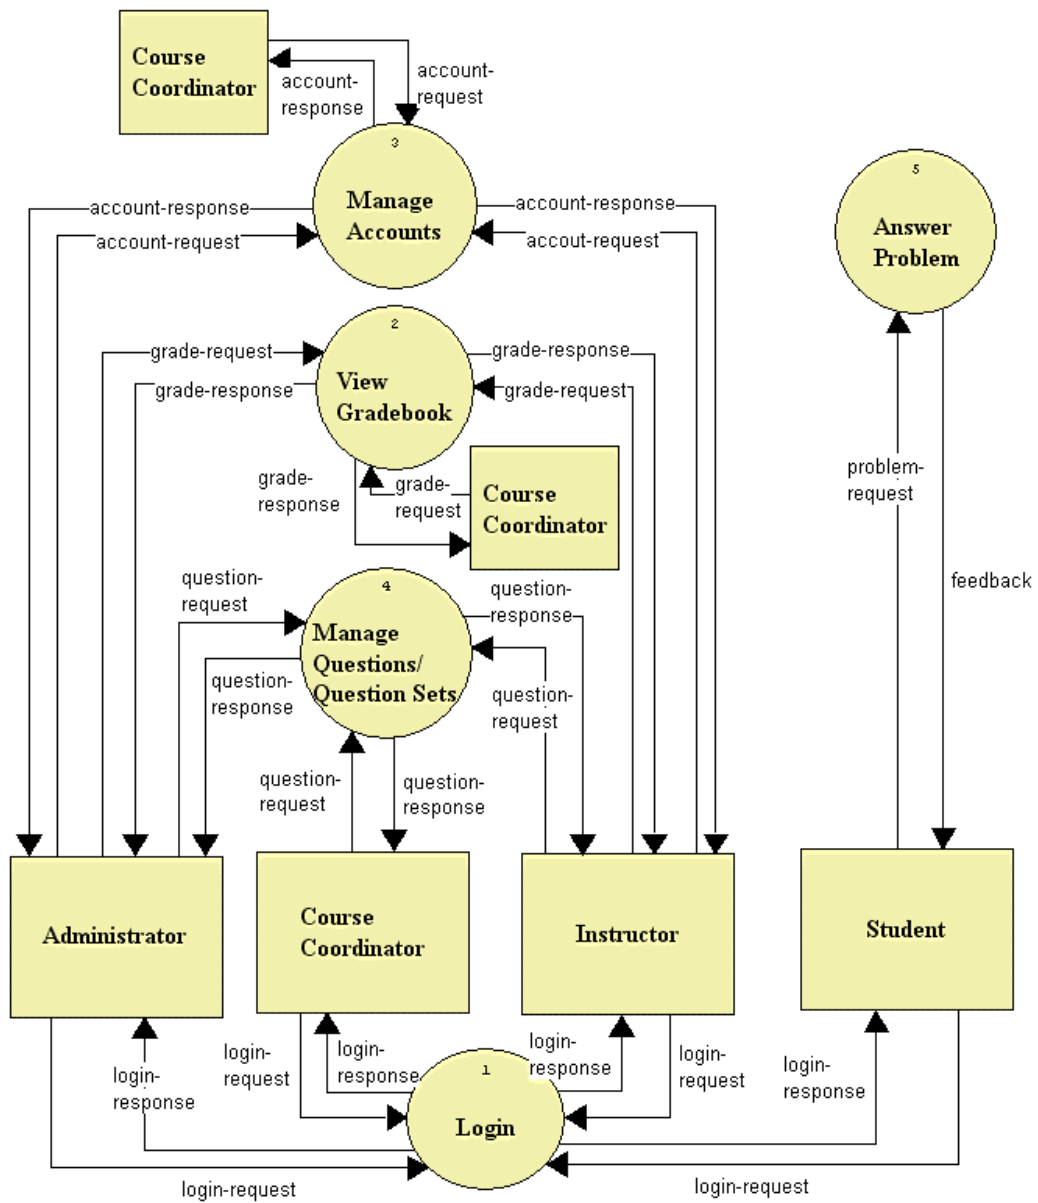 Course
Coordinator
account-
response
account-
request
3
Manage
Accounts
account-response
account-request
account-response
accout-request
5
Answer
Problem
2
View
Gradebook
grade-request
grade-response
grade-response
grade-request
grade-
response
grade-
request
Course
Coordinator
problem-
request
feedback
question-
request
4
Manage
Questions/
Question Sets
question-
response
question-
response
question-
request
question-
request
question-
response
Administrator
Course
Coordinator
Instructor
Student
login-
response
login-
request
login-
response
1
Login
login-
response
login-
request
login-
response
login-request
login-request